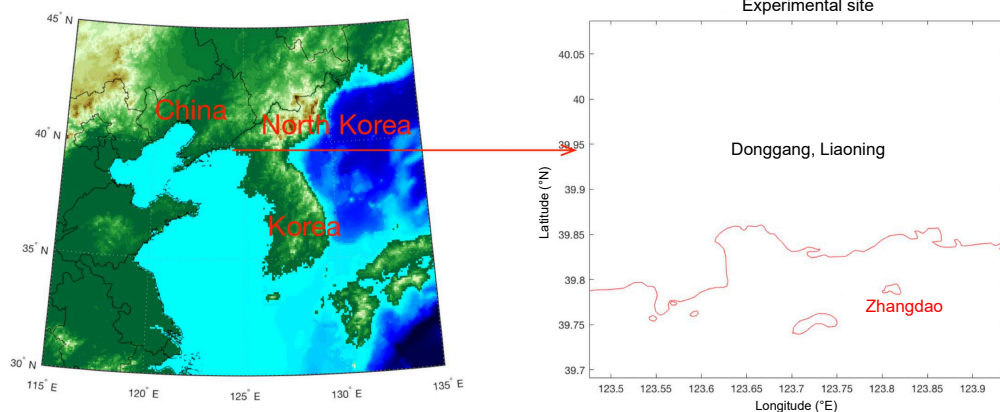 45° N
40° N
35° N
30° N
115° E
120° E
125° E
130° E
135° E
China
North Korea
Korea
Experimental site
40.05
40
39.95
39.9
39.85
39.8
39.75
39.7
Latitude (°N)
Donggang, Liaoning
Zhangdao
123.5
123.55
123.6
123.65
123.7
123.75
123.8
123.85
123.9
Longitude (°E)